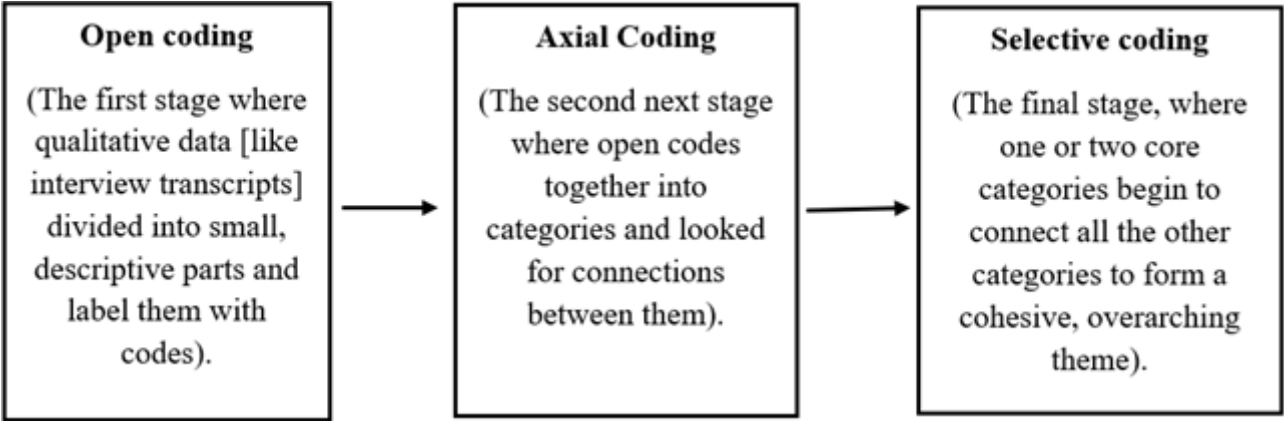 Open coding
(The first stage where
qualitative data [like
interview transcripts]
divided into small,
descriptive parts and
label them with
codes).
Axial Coding
(The second next stage
where open codes
together into
categories and looked
for connections
between them).
Selective coding
(The final stage, where
one or two core
categories begin to
connect all the other
categories to form a
cohesive, overarching
theme).